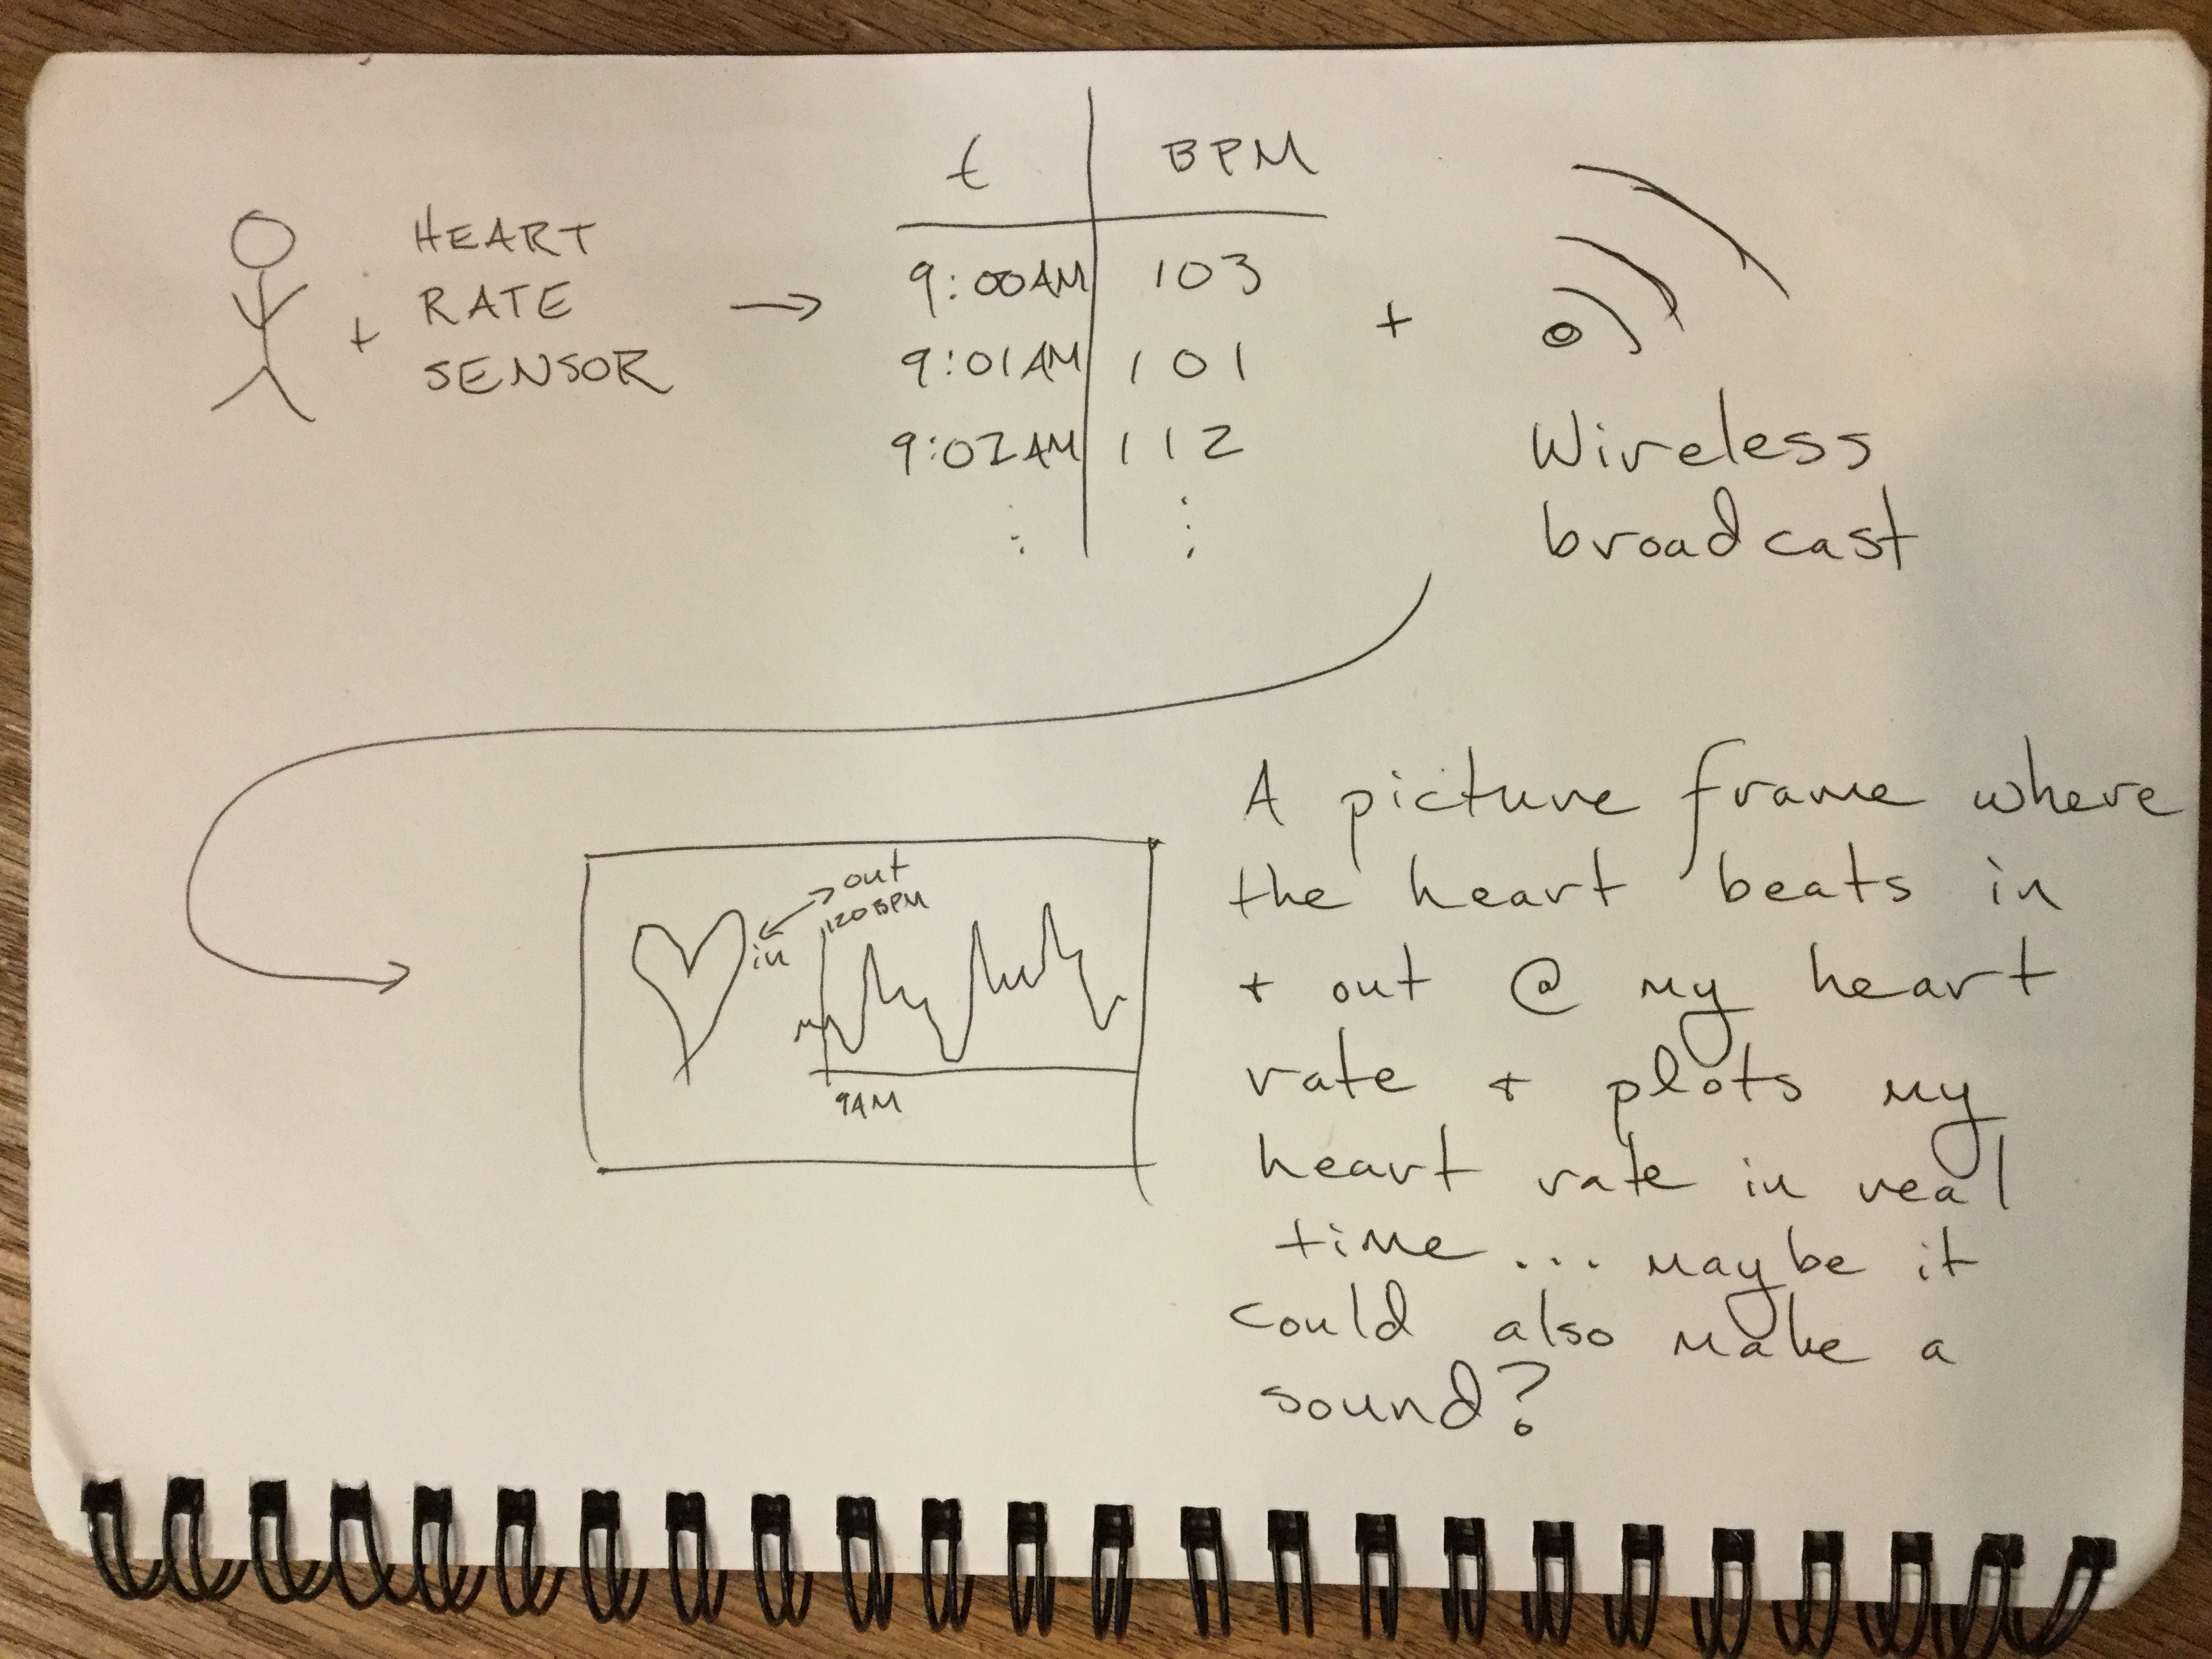 t BPM
9:00AM 103
9:01AM 101
9:02AM 112
⋮ ⋮
HEART
RATE
SENSOR
+
→
+
Wireless
broadcast
out
in
120BPM
9AM
A picture frame where
the heart beats in
+ out @ my heart
rate + plots my
heart rate in real
time ... maybe it
could also make a
sound?